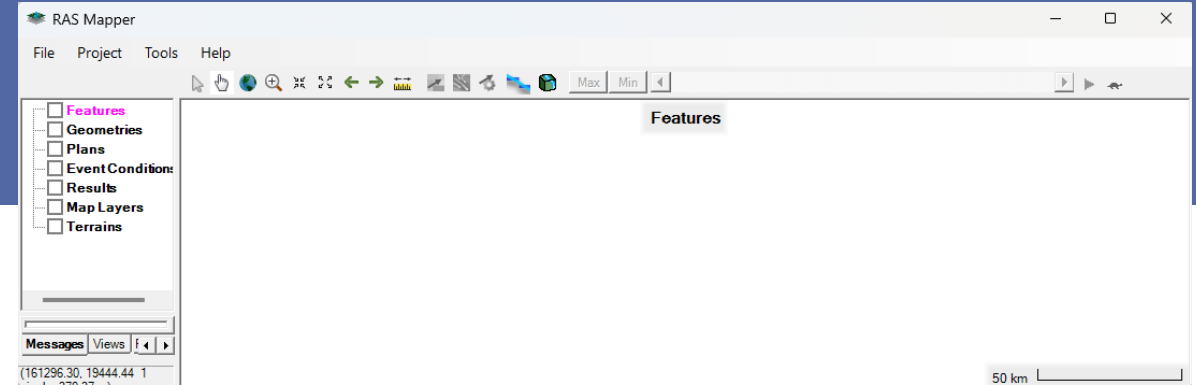 RAS Mapper
File Project Tools Help
Max Min
Features
Geometries
Plans
Event Conditions
Results
Map Layers
Terrains
Features
Messages Views
(161296.30, 19444.44 1
50 km